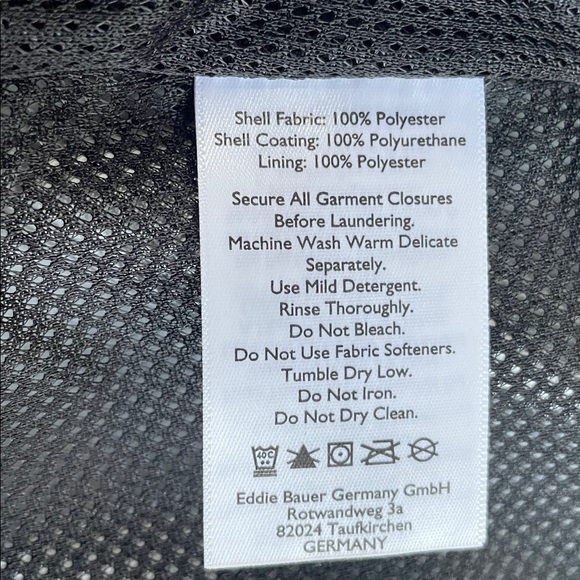 Shell Fabric: 100% Polyester
Shell Coating: 100% Polyurethane
Lining: 100% Polyester
Secure All Garment Closures
Before Laundering.
Machine Wash Warm Delicate
Separately.
Use Mild Detergent.
Rinse Thoroughly.
Do Not Bleach.
Do Not Use Fabric Softeners.
Tumble Dry Low.
Do Not Iron.
Do Not Dry Clean.
40C
Eddie Bauer Germany GmbH
Rotwandweg 3a
82024 Taufkirchen
GERMANY